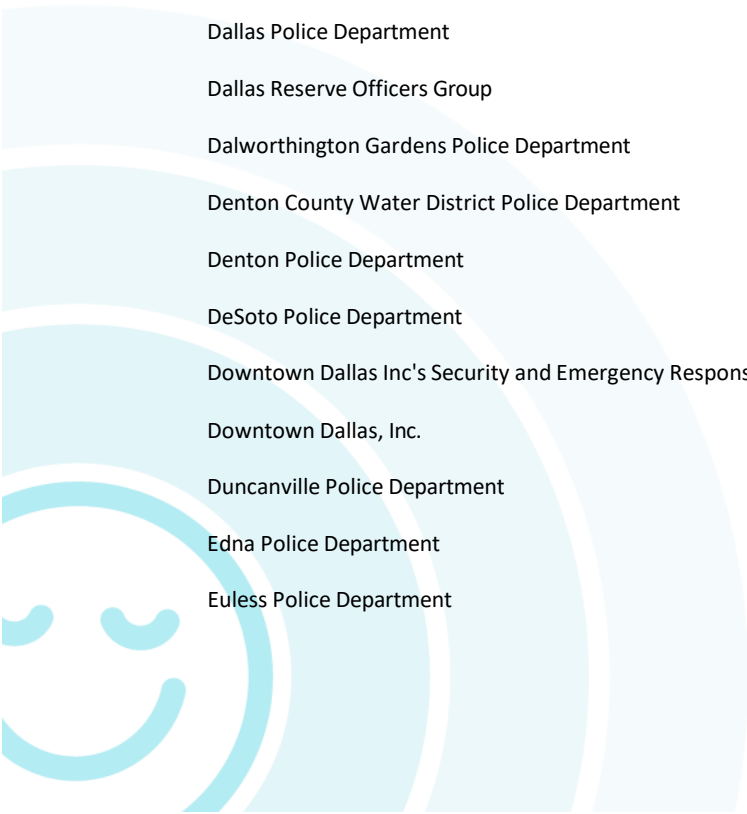 Dallas Police Department
Dallas Reserve Officers Group
Dalworthington Gardens Police Department
Denton County Water District Police Department
Denton Police Department
DeSoto Police Department
Downtown Dallas Inc's Security and Emergency Respons
Downtown Dallas, Inc.
Duncanville Police Department
Edna Police Department
Euless Police Department